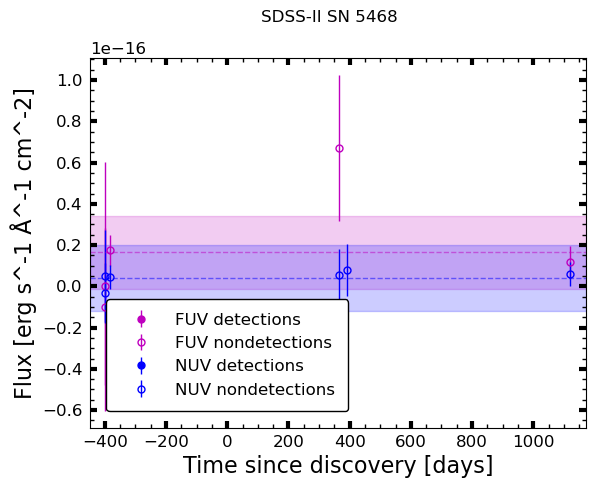 SDSS-II SN 5468
1e−16
1.0
0.8
0.6
0.4
0.2
0.0
−0.2
−0.4
−0.6
Flux [erg s^-1 Å^-1 cm^-2]
FUV detections
FUV nondetections
NUV detections
NUV nondetections
−400 −200 0 200 400 600 800 1000
Time since discovery [days]